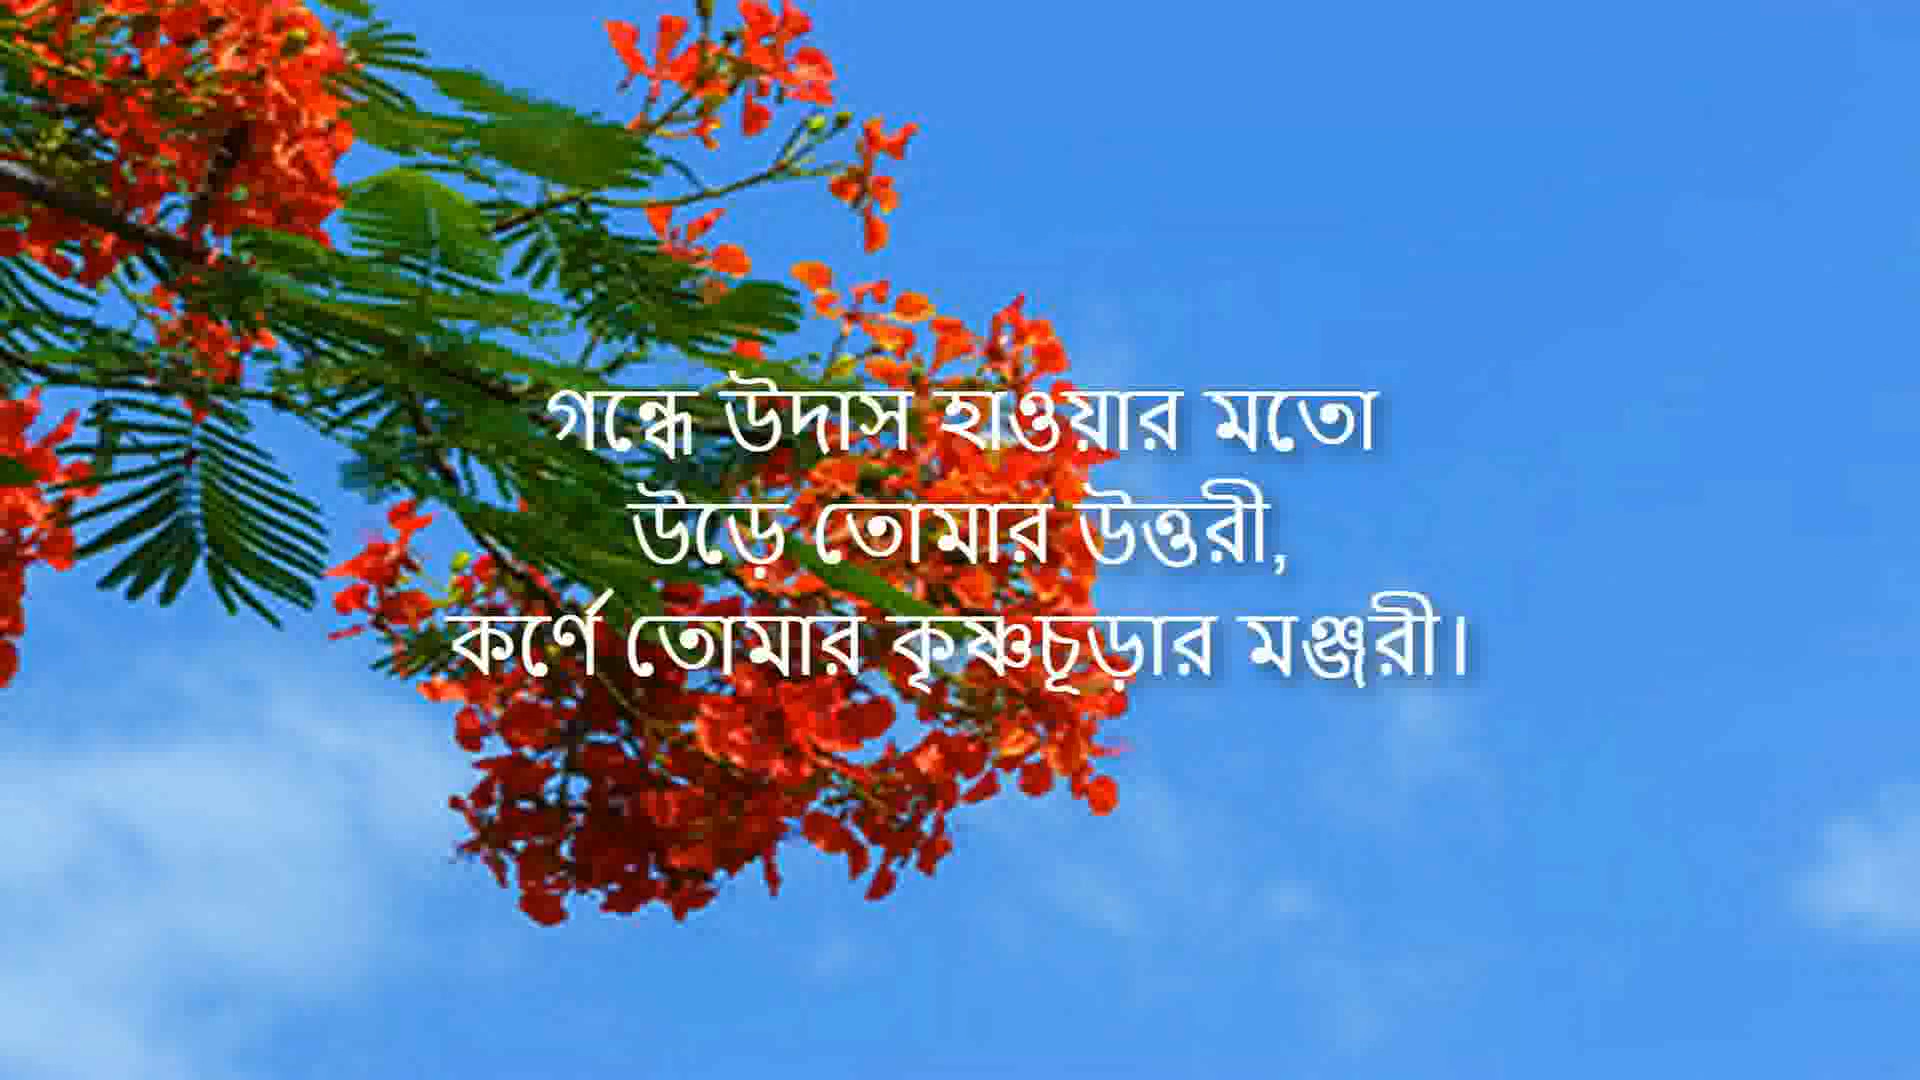 গন্ধে উদাস হাওয়ার মতো
উড়ে তোমার উত্তরী,
কর্ণে তোমার কৃষ্ণচূড়ার মঞ্জরী।